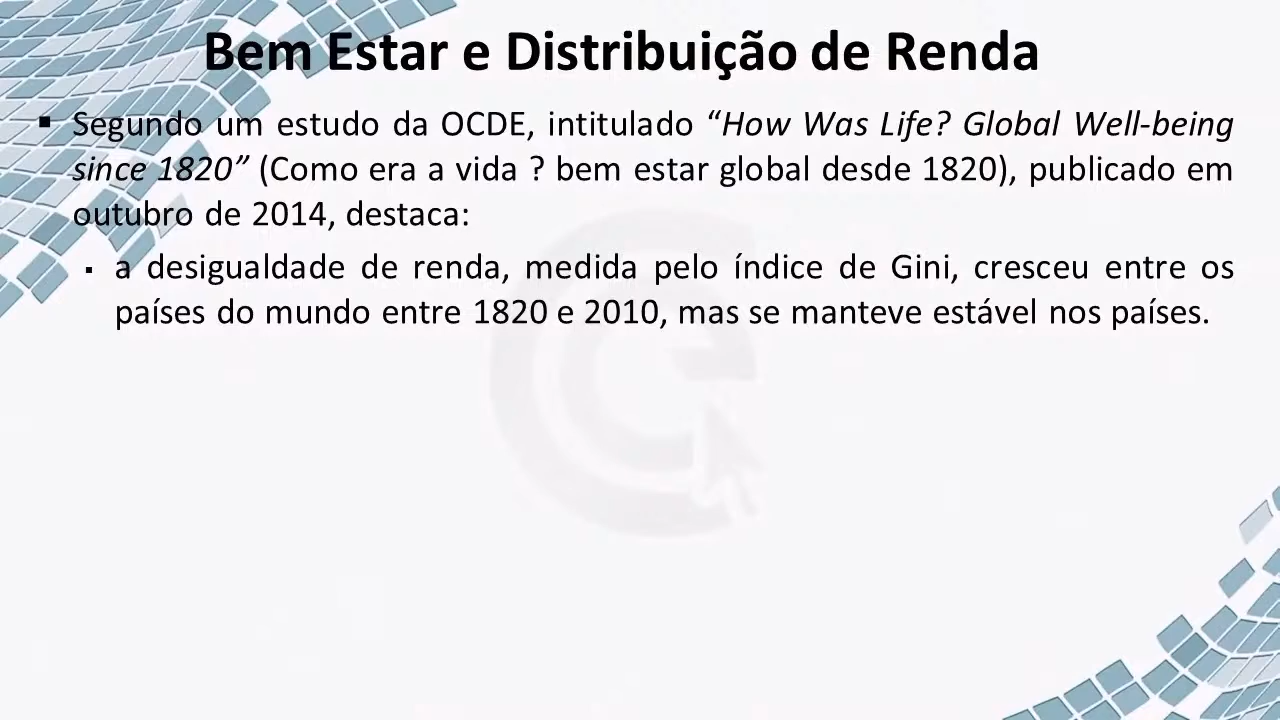 Bem Estar e Distribuição de Renda
▪ Segundo um estudo da OCDE, intitulado “How Was Life? Global Well-being
since 1820” (Como era a vida ? bem estar global desde 1820), publicado em
outubro de 2014, destaca:
▪ a desigualdade de renda, medida pelo índice de Gini, cresceu entre os
países do mundo entre 1820 e 2010, mas se manteve estável nos países.